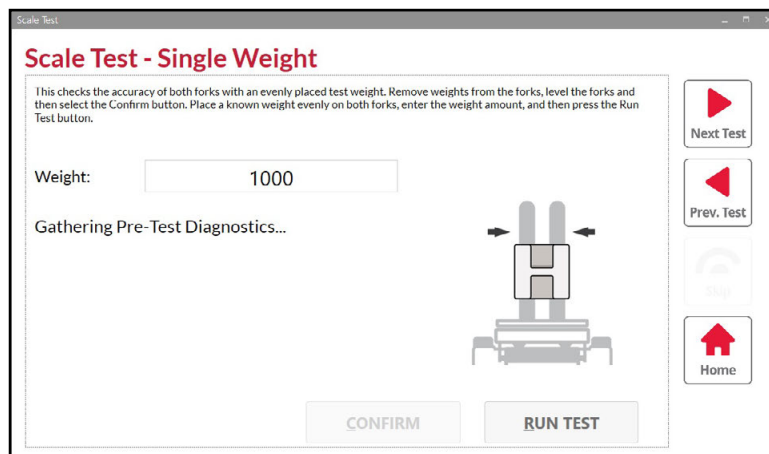 Scale Test
Scale Test - Single Weight
This checks the accuracy of both forks with an evenly placed test weight. Remove weights from the forks, level the forks and
then select the Confirm button. Place a known weight evenly on both forks, enter the weight amount, and then press the Run
Test button.
Weight:
1000
Gathering Pre-Test Diagnostics...
CONFIRM
RUN TEST
Next Test
Prev. Test
Skip
Home